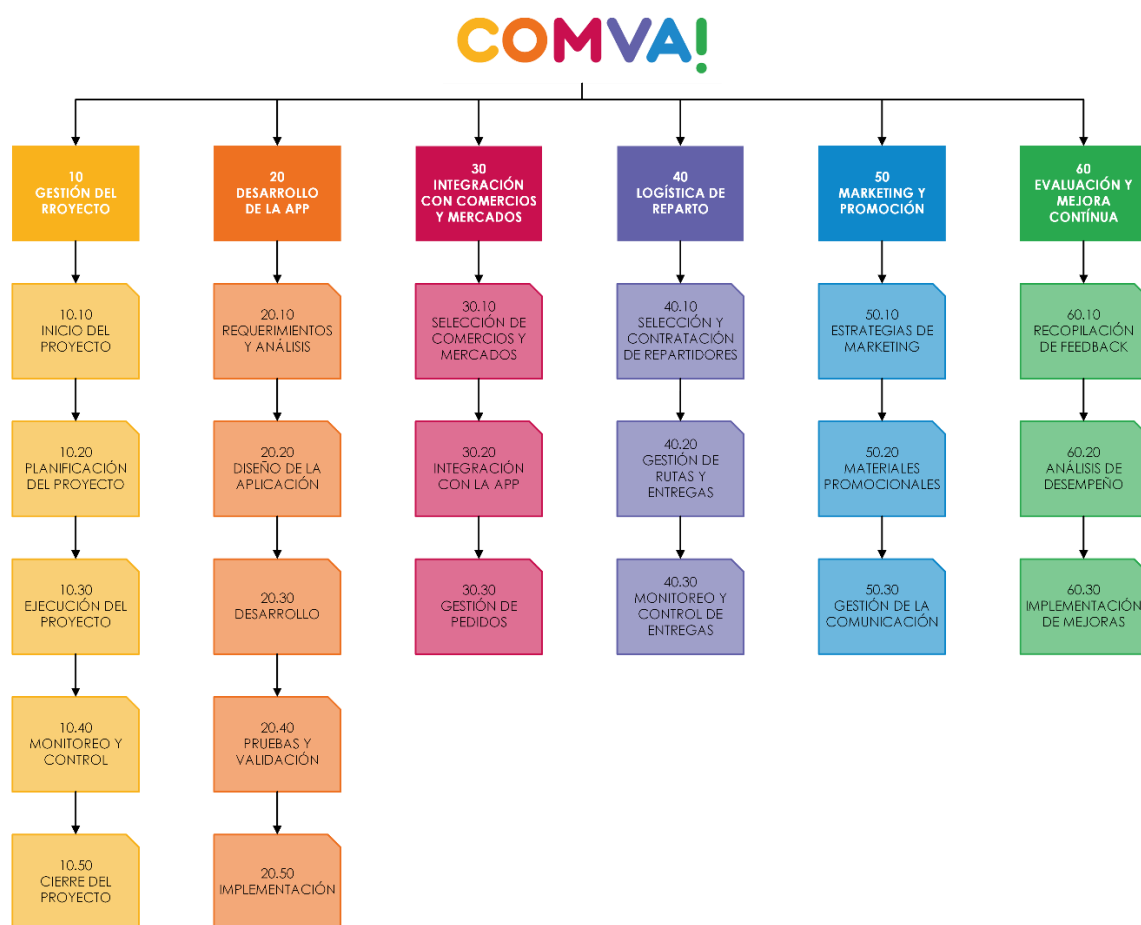 COMVA!
10
GESTIÓN DEL
RROYECTO
20
DESARROLLO
DE LA APP
30
INTEGRACIÓN
CON COMERCIOS
Y MERCADOS
40
LOGÍSTICA DE
REPARTO
50
MARKETING Y
PROMOCIÓN
60
EVALUACIÓN Y
MEJORA
CONTÍNUA
10.10
INICIO DEL
PROYECTO
20.10
REQUERIMIENTOS
Y ANÁLISIS
30.10
SELECCIÓN DE
COMERCIOS Y
MERCADOS
40.10
SELECCIÓN Y
CONTRATACIÓN
DE REPARTIDORES
50.10
ESTRATEGIAS DE
MARKETING
60.10
RECOPILACIÓN
DE FEEDBACK
10.20
PLANIFICACIÓN
DEL PROYECTO
20.20
DISEÑO DE LA
APLICACIÓN
30.20
INTEGRACIÓN
CON LA APP
40.20
GESTIÓN DE
RUTAS Y
ENTREGAS
50.20
MATERIALES
PROMOCIONALES
60.20
ANÁLISIS DE
DESEMPEÑO
10.30
EJECUCIÓN DEL
PROYECTO
20.30
DESARROLLO
30.30
GESTIÓN DE
PEDIDOS
40.30
MONITOREO Y
CONTROL DE
ENTREGAS
50.30
GESTIÓN DE LA
COMUNICACIÓN
60.30
IMPLEMENTACIÓN
DE MEJORAS
10.40
MONITOREO Y
CONTROL
20.40
PRUEBAS Y
VALIDACIÓN
10.50
CIERRE DEL
PROYECTO
20.50
IMPLEMENTACIÓN